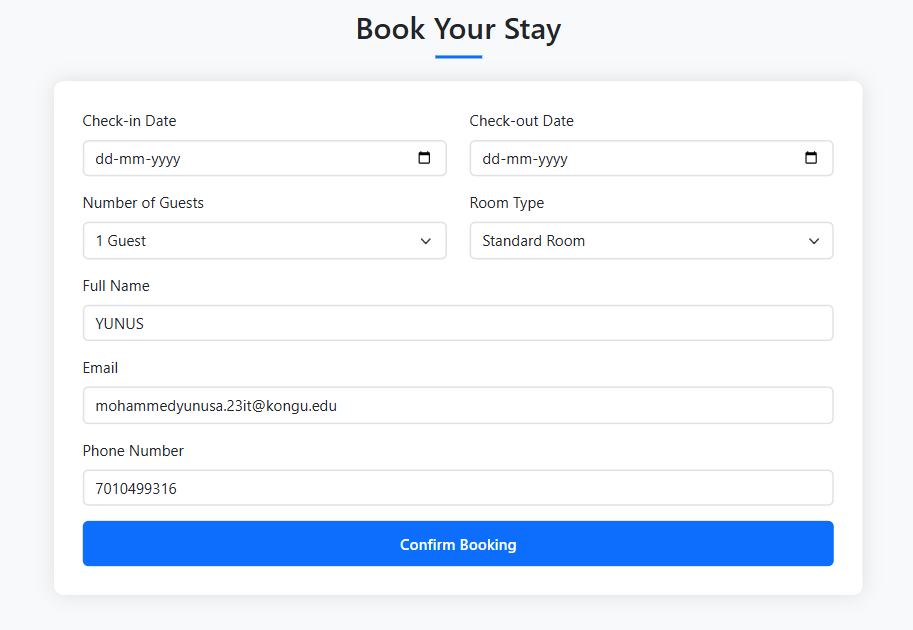 Book Your Stay
Check-in Date Check-out Date
dd-mm-yyyy dd-mm-yyyy
Number of Guests Room Type
1 Guest Standard Room
Full Name
YUNUS
Email
mohammedyunusa.23it@kongu.edu
Phone Number
7010499316
Confirm Booking